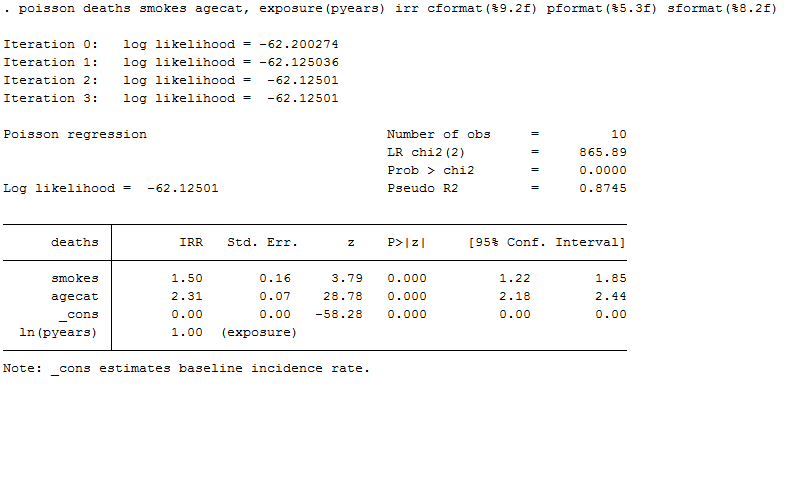 . poisson deaths smokes agecat, exposure(pyears) irr cformat(%9.2f) pformat(%5.3f) sformat(%8.2f)
Iteration 0:   log likelihood = -62.200274
Iteration 1:   log likelihood = -62.125036
Iteration 2:   log likelihood =  -62.12501
Iteration 3:   log likelihood =  -62.12501
Poisson regression                              Number of obs     =         10
LR chi2(2)        =     865.89
Prob > chi2       =     0.0000
Log likelihood =  -62.12501                     Pseudo R2         =     0.8745
deaths         IRR   Std. Err.      z    P>|z|     [95% Conf. Interval]
smokes        1.50       0.16     3.79   0.000         1.22        1.85
agecat        2.31       0.07    28.78   0.000         2.18        2.44
_cons        0.00       0.00   -58.28   0.000         0.00        0.00
ln(pyears)        1.00  (exposure)
Note: _cons estimates baseline incidence rate.